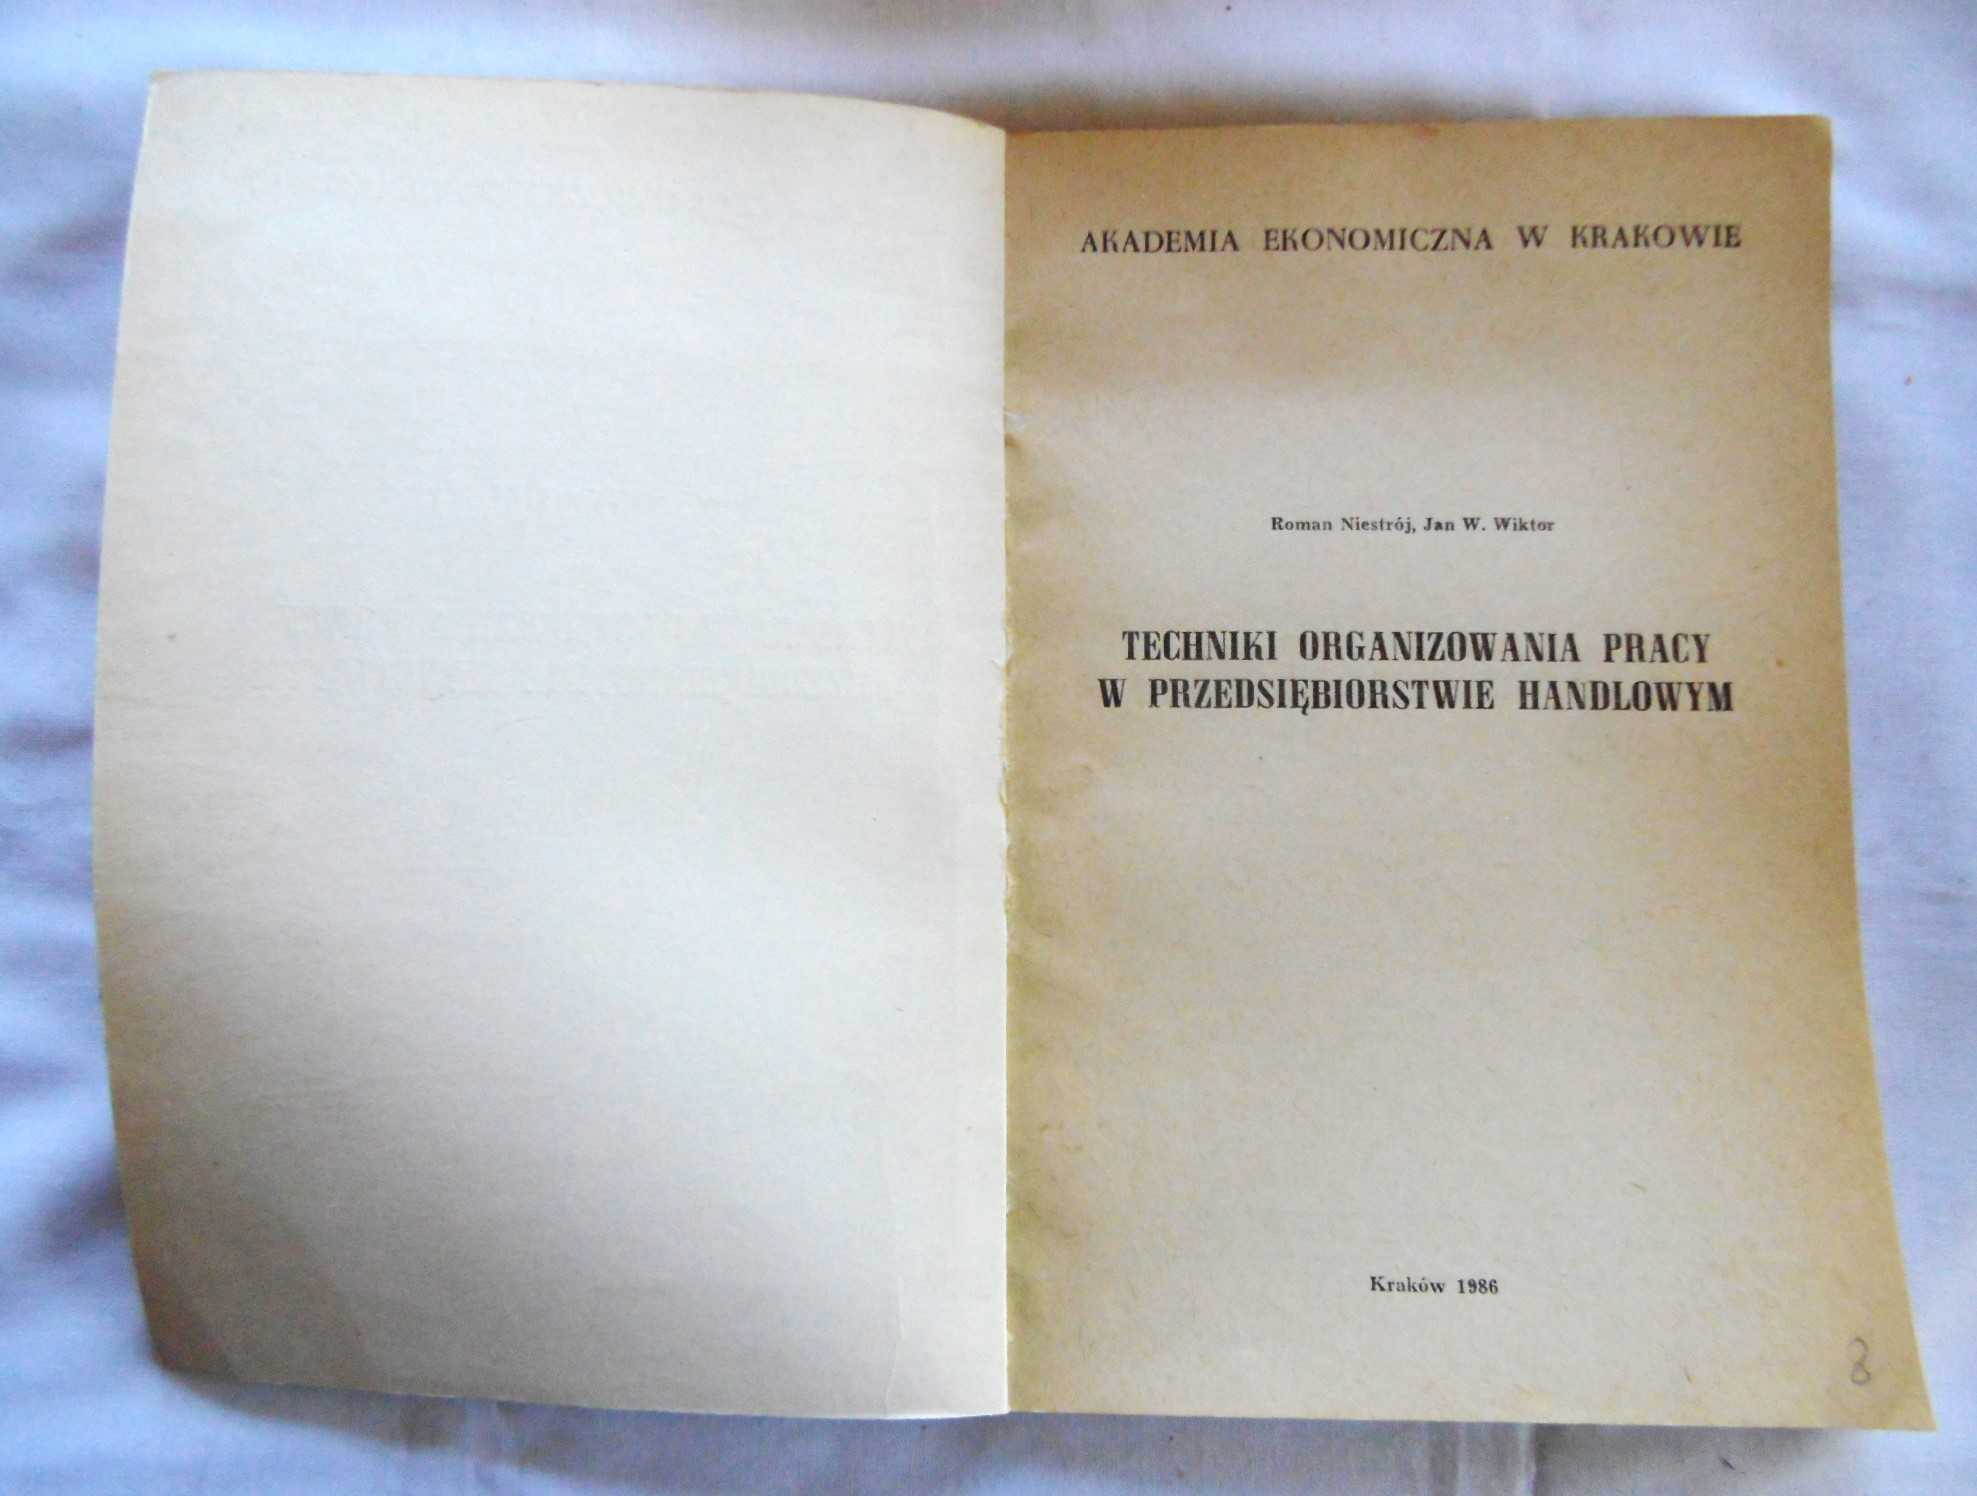 AKADEMIA EKONOMICZNA W KRAKOWIE
Roman Niestrój, Jan W. Wiktor
TECHNIKI ORGANIZOWANIA PRACY
W PRZEDSIĘBIORSTWIE HANDLOWYM
Kraków 1986
8